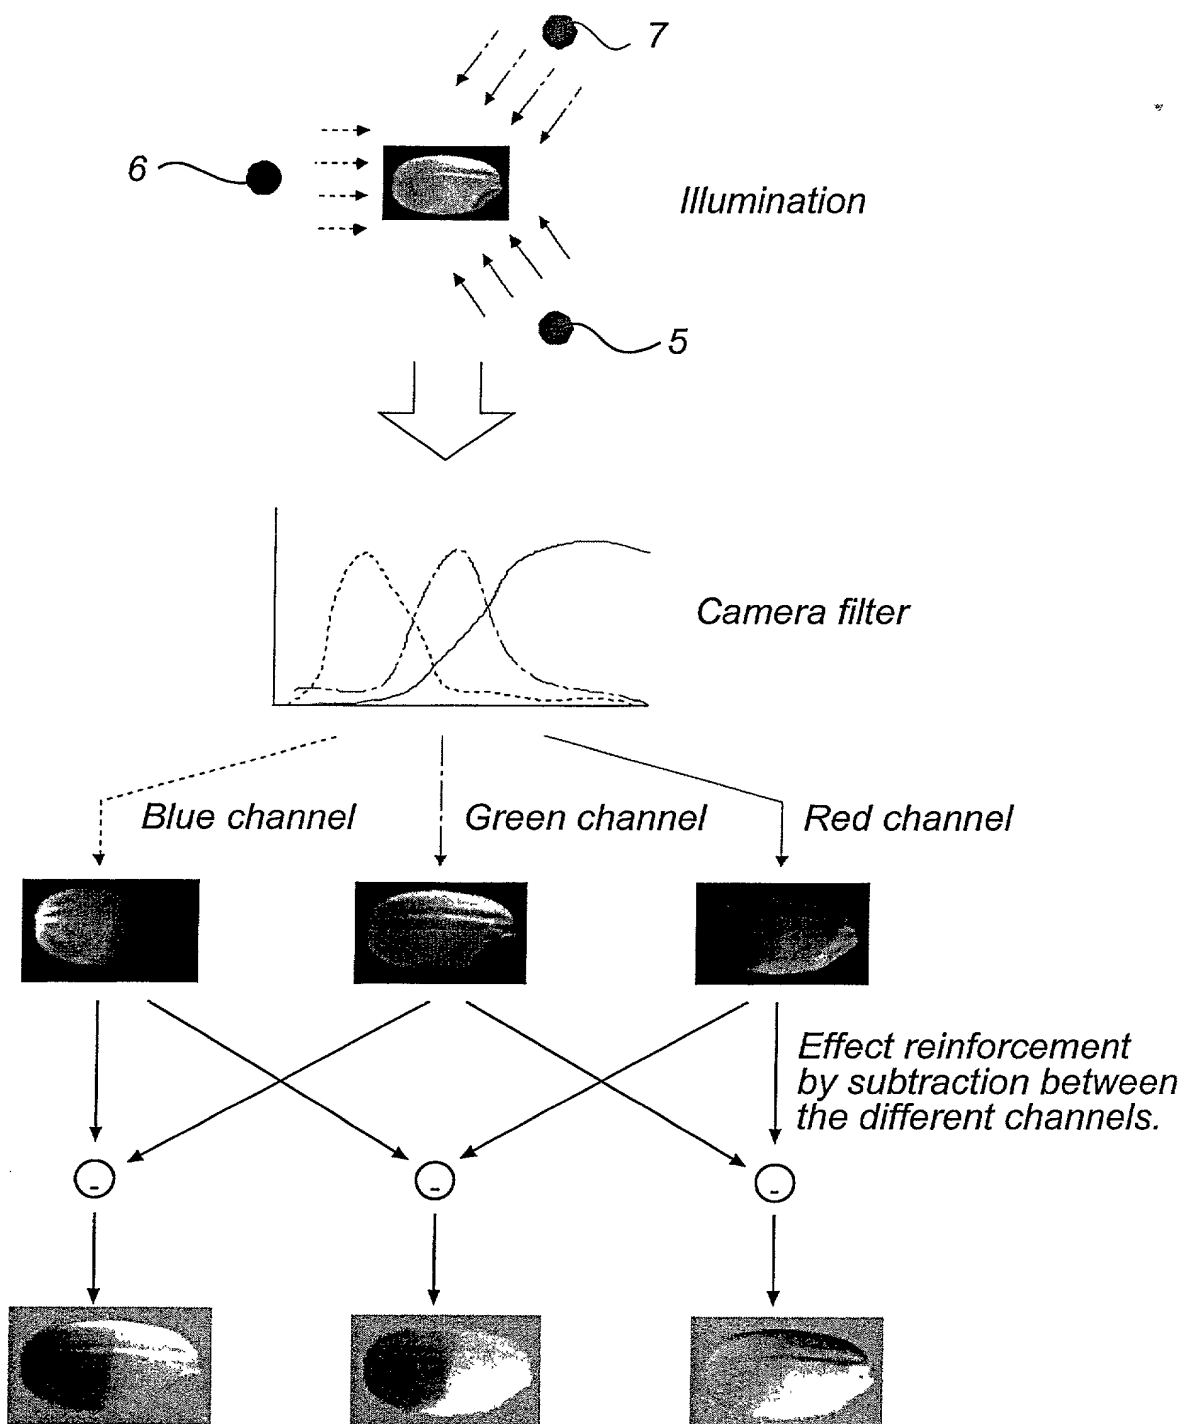 7
6
Illumination
5
Camera filter
Blue channel
Green channel
Red channel
Effect reinforcement
by subtraction between
the different channels.
-
-
-